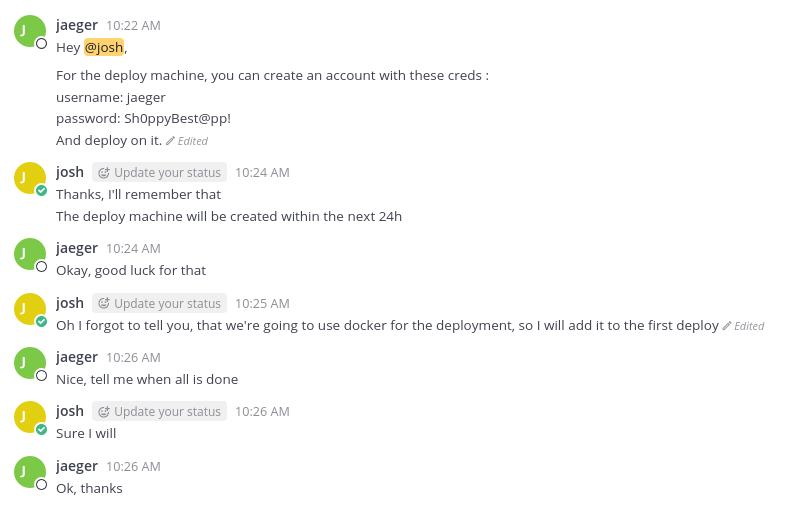 J jaeger 10:22 AM
Hey @josh,
For the deploy machine, you can create an account with these creds :
username: jaeger
password: Sh0ppyBest@pp!
And deploy on it. Edited
J josh Update your status 10:24 AM
Thanks, I'll remember that
The deploy machine will be created within the next 24h
J jaeger 10:24 AM
Okay, good luck for that
J josh Update your status 10:25 AM
Oh I forgot to tell you, that we're going to use docker for the deployment, so I will add it to the first deploy Edited
J jaeger 10:26 AM
Nice, tell me when all is done
J josh Update your status 10:26 AM
Sure I will
J jaeger 10:26 AM
Ok, thanks